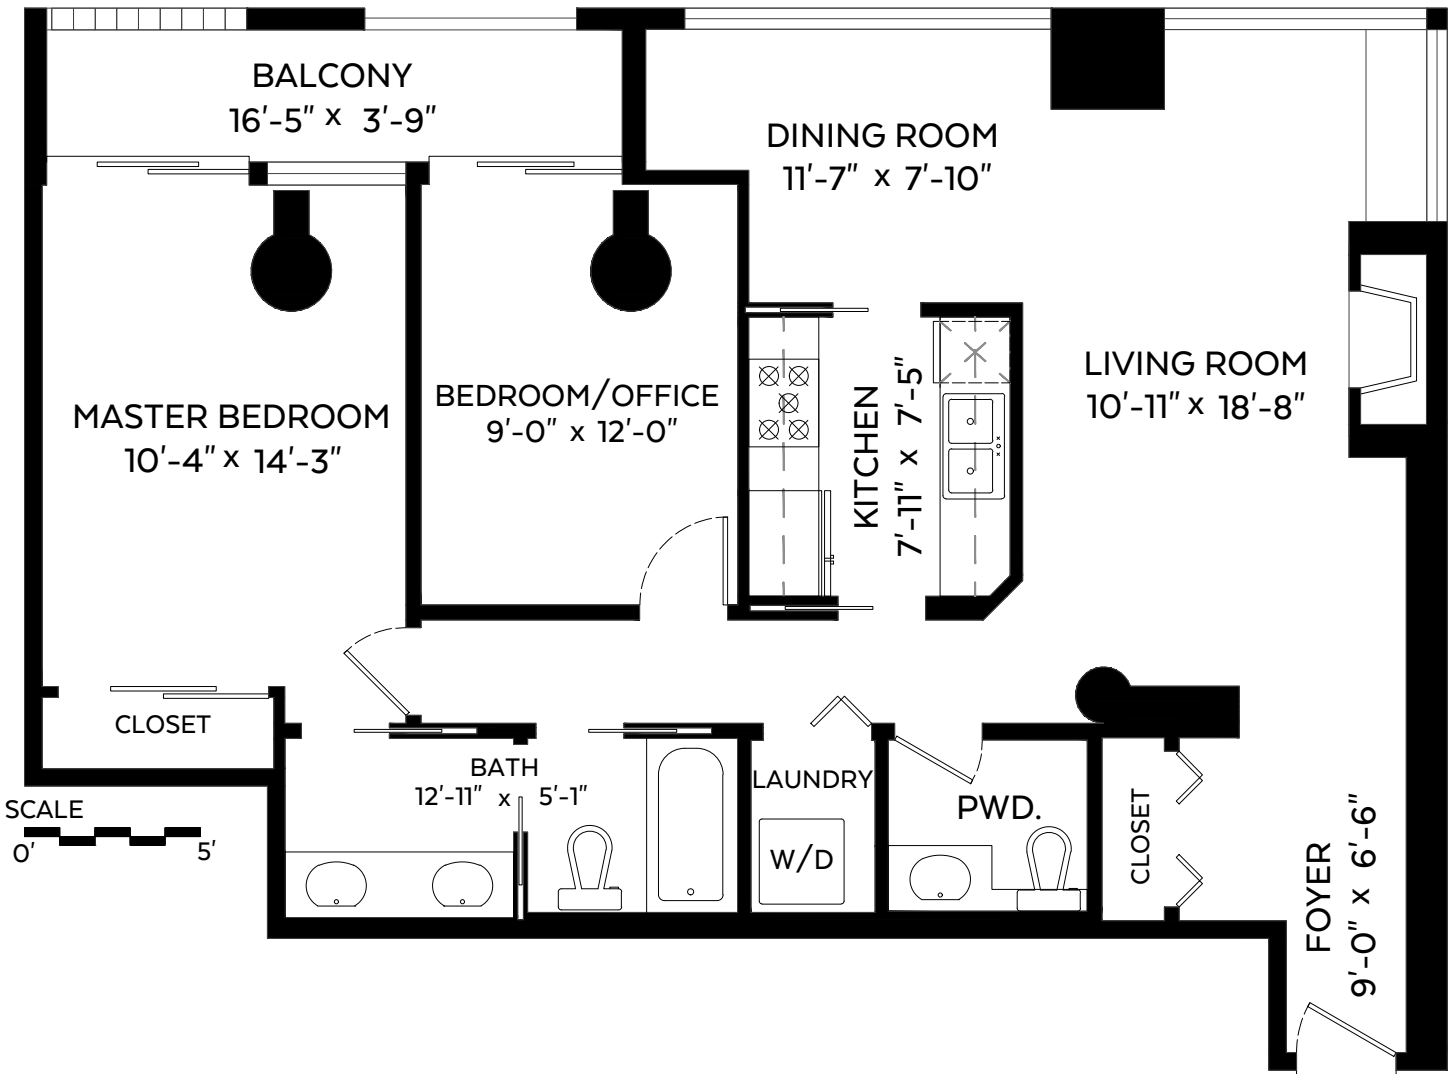 BALCONY
16'-5" x 3'-9"
DINING ROOM
11'-7" x 7'-10"
LIVING ROOM
10'-11" x 18'-8"
BEDROOM/OFFICE
9'-0" x 12'-0"
MASTER BEDROOM
10'-4" x 14'-3"
KITCHEN
7'-11" x 7'-5"
CLOSET
BATH
12'-11" x 5'-1"
LAUNDRY
W/D
PWD.
CLOSET
FOYER
9'-0" x 6'-6"
SCALE
0' 5'